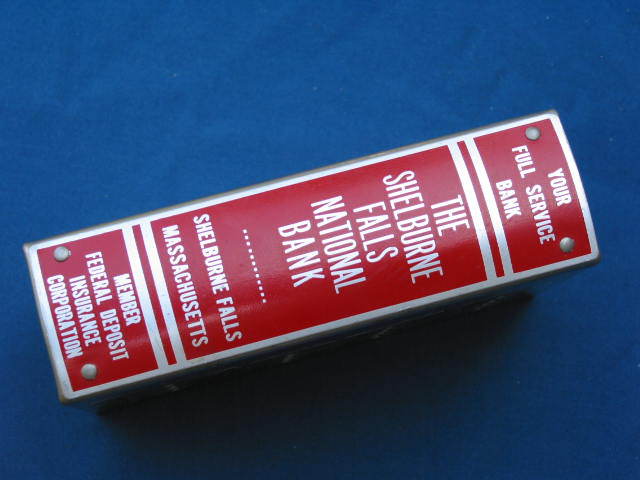 YOUR
FULL SERVICE
BANK
THE
SHELBURNE
FALLS
NATIONAL
BANK
...........
SHELBURNE FALLS
MASSACHUSETTS
MEMBER
FEDERAL DEPOSIT
INSURANCE
CORPORATION